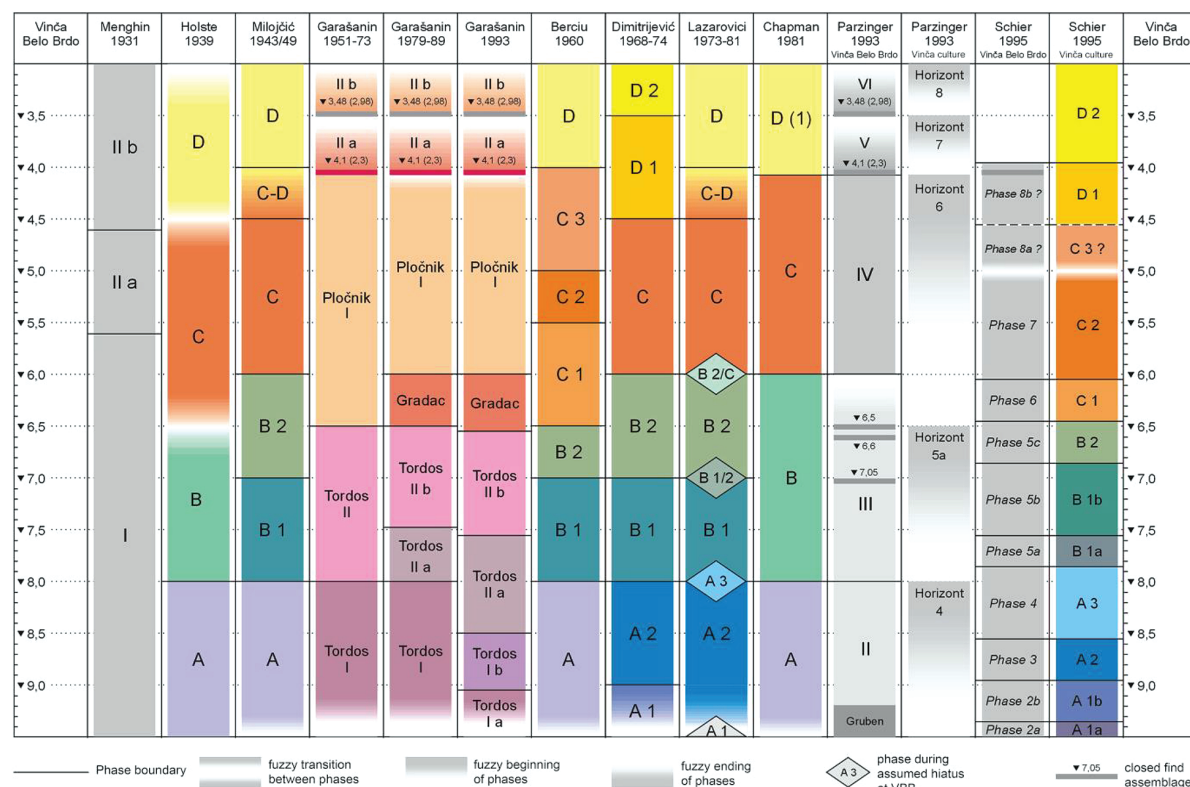 Vinča
Belo Brdo
Menghin
1931
Holste
1939
Milojčić
1943/49
Garašanin
1951-73
Garašanin
1979-89
Garašanin
1993
Berciu
1960
Dimitrijević
1968-74
Lazarovici
1973-81
Chapman
1981
Parzinger
1993
Vinča Belo Brdo
Parzinger
1993
Vinča culture
Schier
1995
Vinča Belo Brdo
Schier
1995
Vinča culture
Vinča
Belo Brdo
▼3,5
▼4,0
▼4,5
▼5,0
▼5,5
▼6,0
▼6,5
▼7,0
▼7,5
▼8,0
▼8,5
▼9,0
II b
II a
I
D
C
B
A
D
C-D
C
B 2
B 1
A
II b
▼3,48 (2,98)
II a
▼4,1 (2,3)
Pločnik
I
Tordos
II
Tordos
I
II b
▼3,48 (2,98)
II a
▼4,1 (2,3)
Pločnik
I
Gradac
Tordos
II b
Tordos
II a
Tordos
I
II b
▼3,48 (2,98)
II a
▼4,1 (2,3)
Pločnik
I
Gradac
Tordos
II b
Tordos
II a
Tordos
I b
Tordos
I a
D
C 3
C 2
C 1
B 2
B 1
A
D 2
D 1
C
B 2
B 1
A 2
A 1
D
C-D
C
B 2/C
B 2
B 1/2
B 1
A 3
A 2
A 1
D (1)
C
B
A
VI
▼3,48 (2,98)
V
▼4,1 (2,3)
IV
▼6,5
▼6,6
▼7,05
III
II
Gruben
Horizont
8
Horizont
7
Horizont
6
Horizont
5a
Horizont
4
Phase 8b ?
Phase 8a ?
Phase 7
Phase 6
Phase 5c
Phase 5b
Phase 5a
Phase 4
Phase 3
Phase 2b
Phase 2a
D 2
D 1
C 3 ?
C 2
C 1
B 2
B 1b
B 1a
A 3
A 2
A 1b
A 1a
▼3,5
▼4,0
▼4,5
▼5,0
▼5,5
▼6,0
▼6,5
▼7,0
▼7,5
▼8,0
▼8,5
▼9,0
Phase boundary
fuzzy transition
between phases
fuzzy beginning
of phases
fuzzy ending
of phases
A 3
phase during
assumed hiatus
at VBB
▼7,05
closed find
assemblage